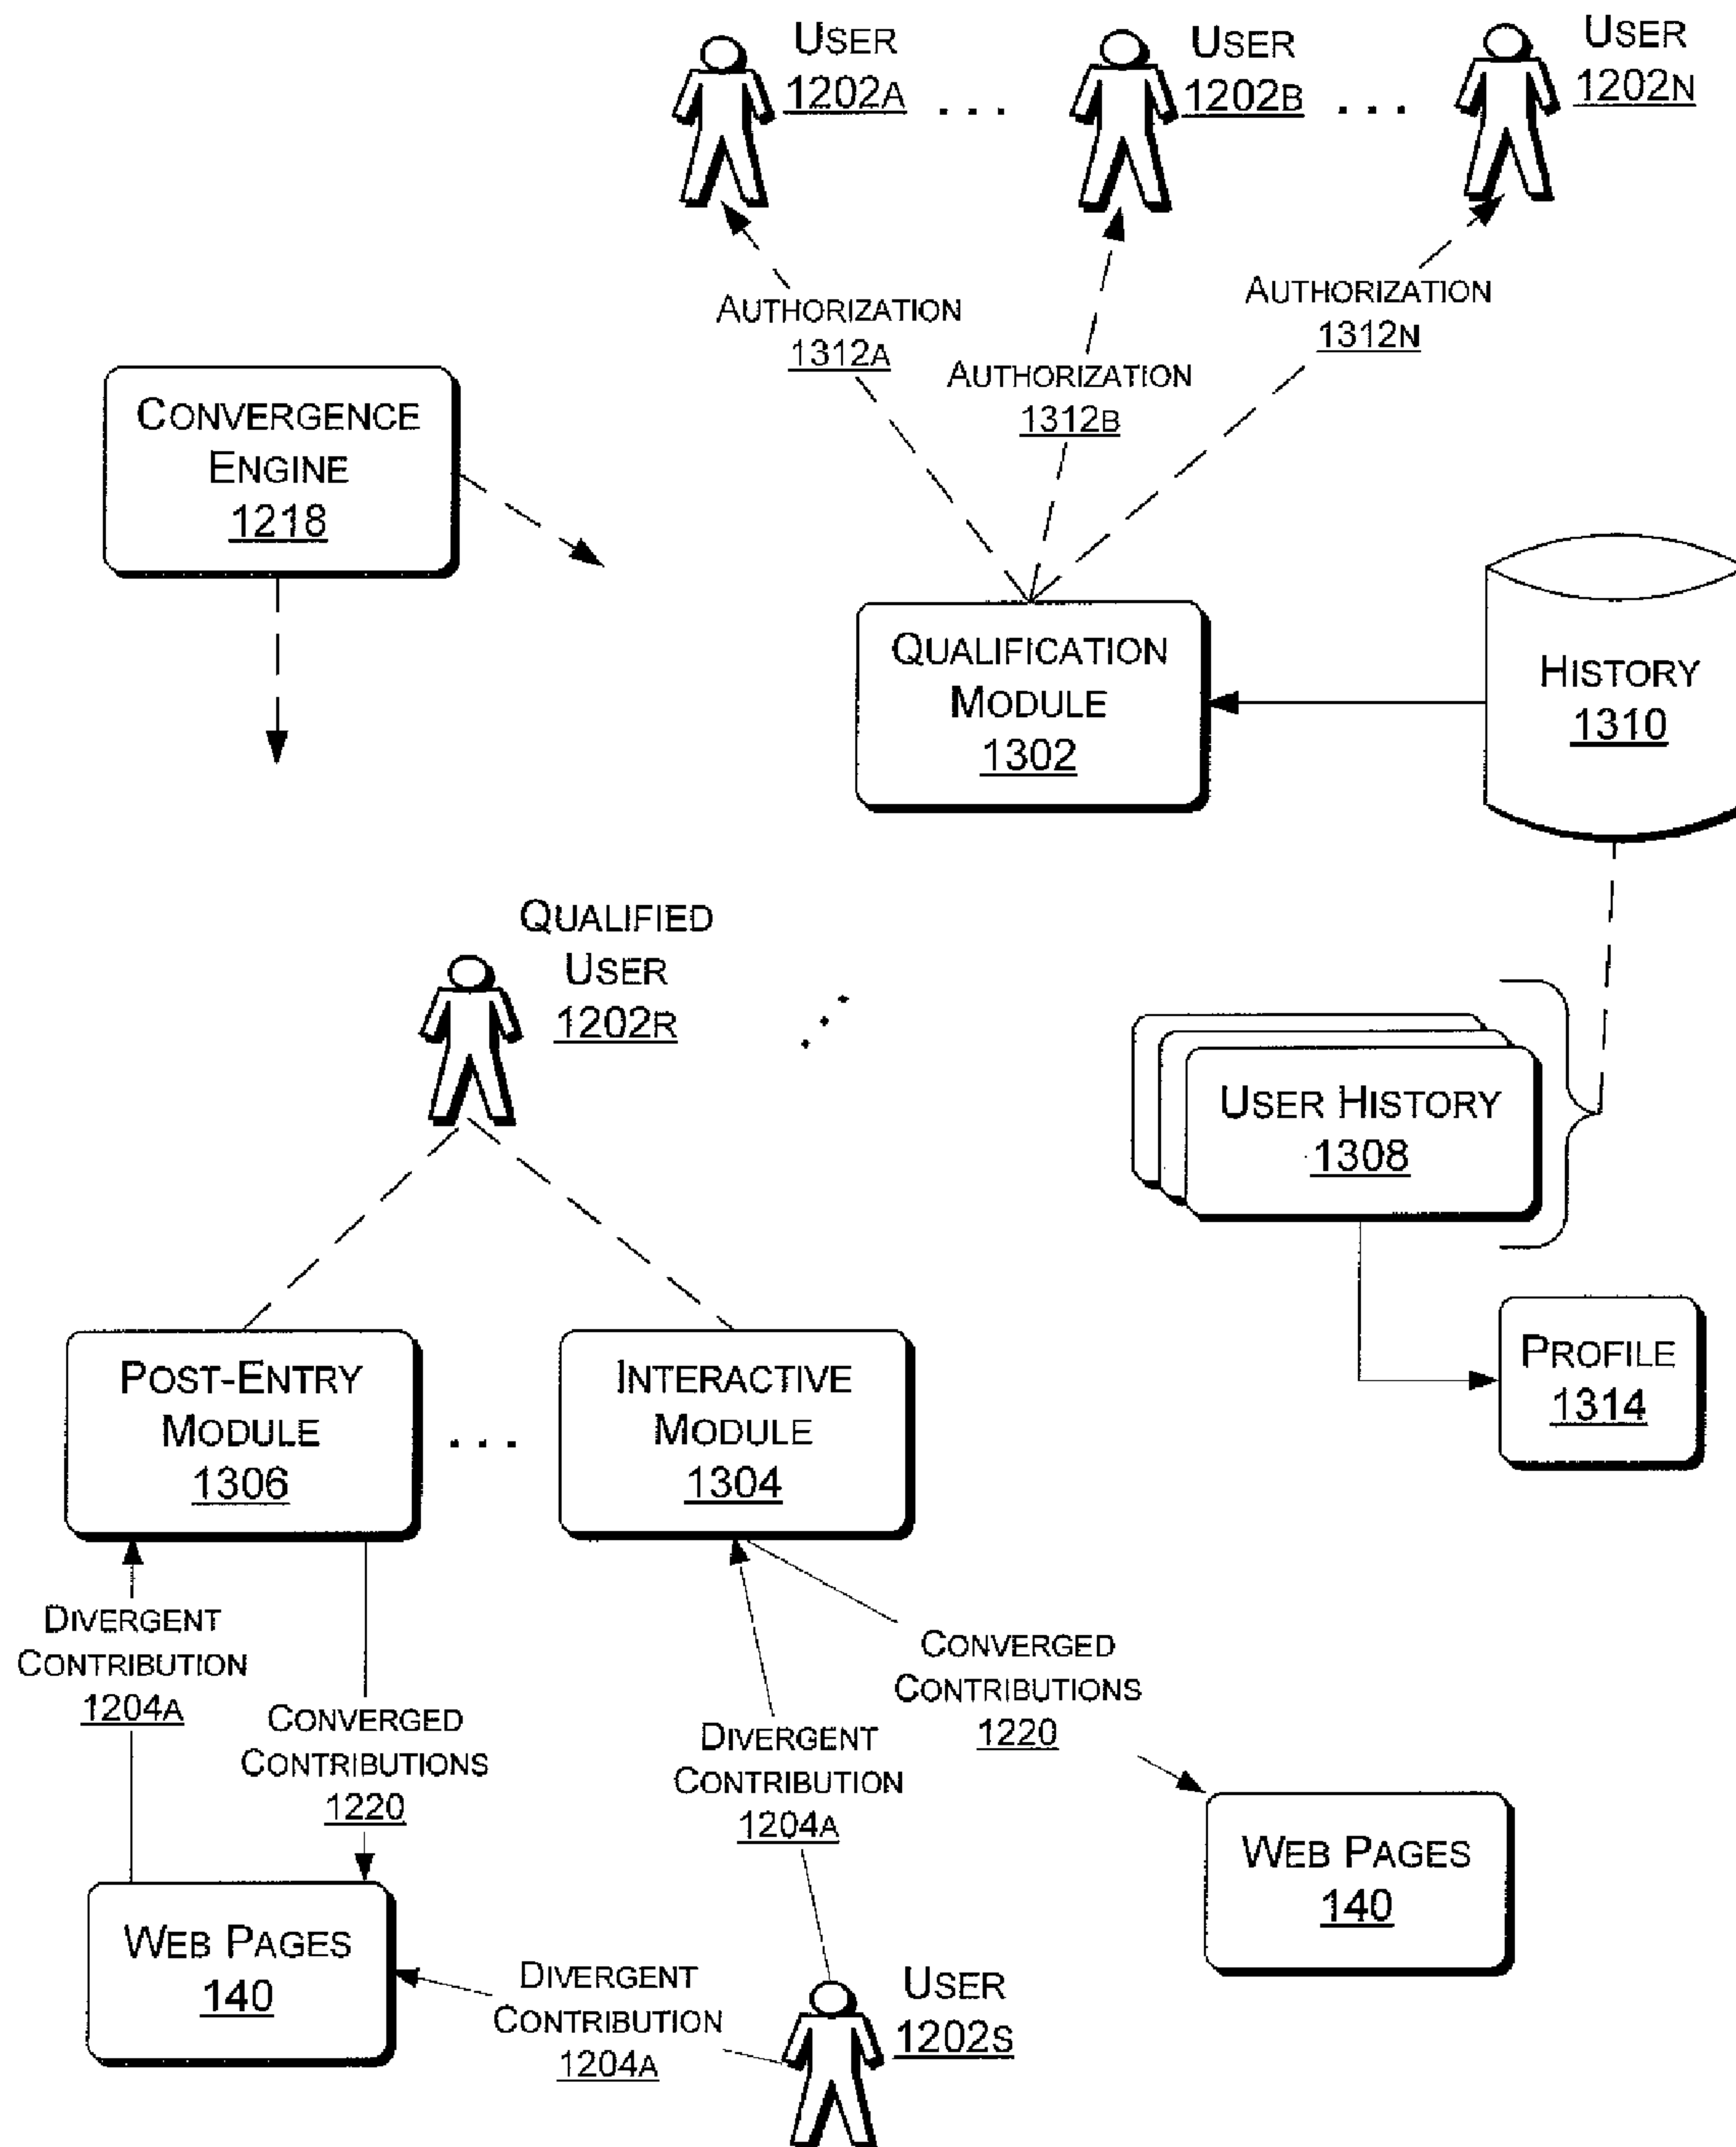 USER
1202A
. . .
USER
1202B
. . .
USER
1202N
AUTHORIZATION
1312A
AUTHORIZATION
1312B
AUTHORIZATION
1312N
CONVERGENCE
ENGINE
1218
QUALIFICATION
MODULE
1302
HISTORY
1310
QUALIFIED
USER
1202R
. . .
USER HISTORY
1308
PROFILE
1314
POST-ENTRY
MODULE
1306
. . .
INTERACTIVE
MODULE
1304
DIVERGENT
CONTRIBUTION
1204A
CONVERGED
CONTRIBUTIONS
1220
DIVERGENT
CONTRIBUTION
1204A
CONVERGED
CONTRIBUTIONS
1220
WEB PAGES
140
WEB PAGES
140
DIVERGENT
CONTRIBUTION
1204A
USER
1202S